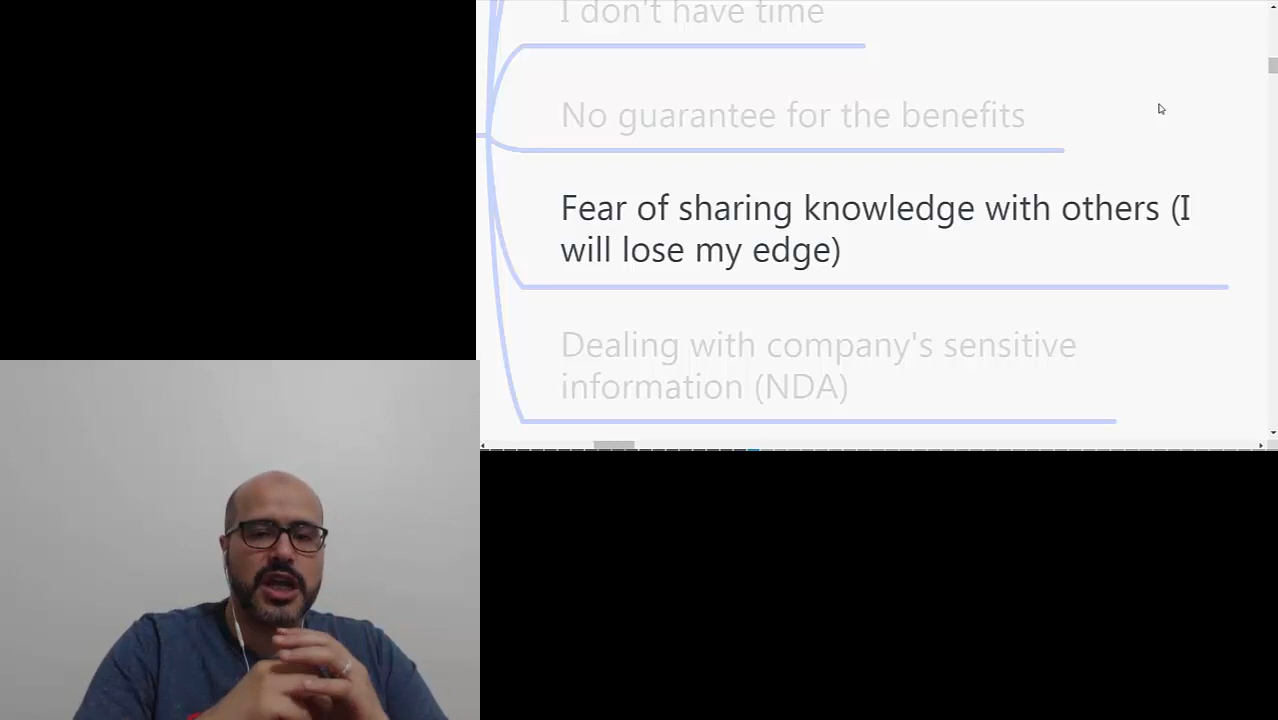 I don't have time
No guarantee for the benefits
Fear of sharing knowledge with others (I
will lose my edge)
Dealing with company's sensitive
information (NDA)